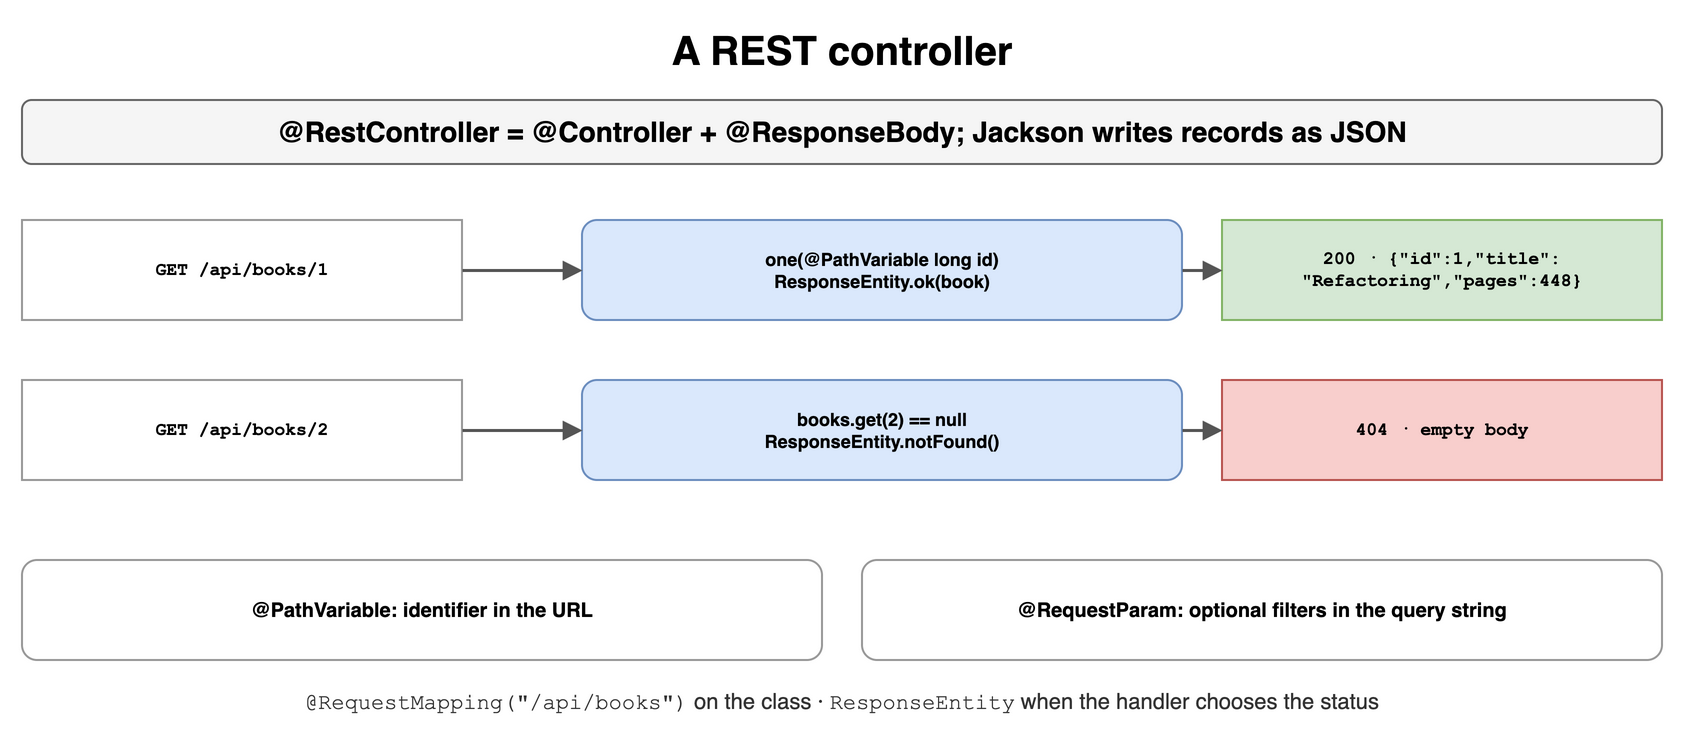 A REST controller
@RestController = @Controller + @ResponseBody; Jackson writes records as JSON
GET /api/books/1
one(@PathVariable long id)
ResponseEntity.ok(book)
200 · {"id":1,"title":
"Refactoring","pages":448}
GET /api/books/2
books.get(2) == null
ResponseEntity.notFound()
404 · empty body
@PathVariable: identifier in the URL
@RequestParam: optional filters in the query string
@RequestMapping("/api/books") on the class · ResponseEntity when the handler chooses the status